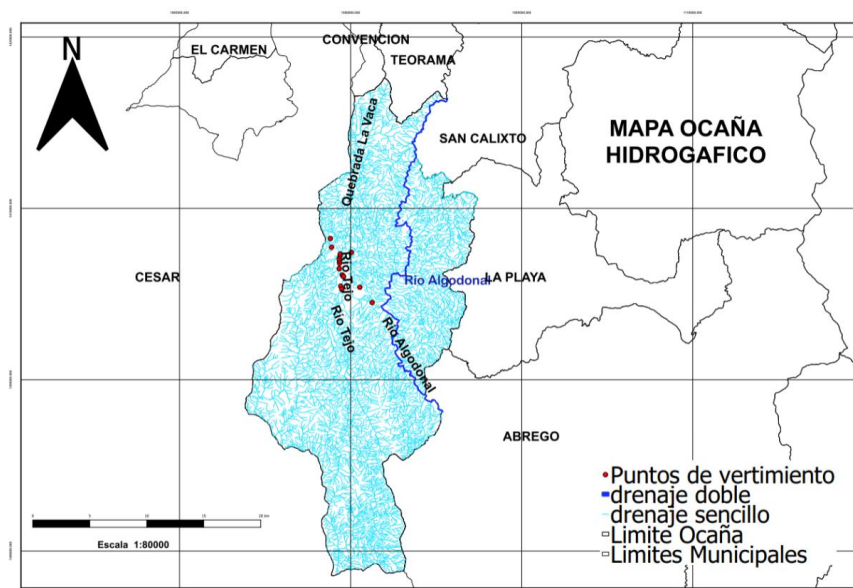 CONVENCION
EL CARMEN
TEORAMA
N
Quebrada La Vaca
SAN CALIXTO
MAPA OCAÑA
HIDROGAFICO
CESAR
Rio Tejo
Rio Algodonal
LA PLAYA
Rio Tejo
Rio Algodonal
ABREGO
Puntos de vertimiento
drenaje doble
drenaje sencillo
Limite Ocaña
Limites Municipales
Escala 1:80000